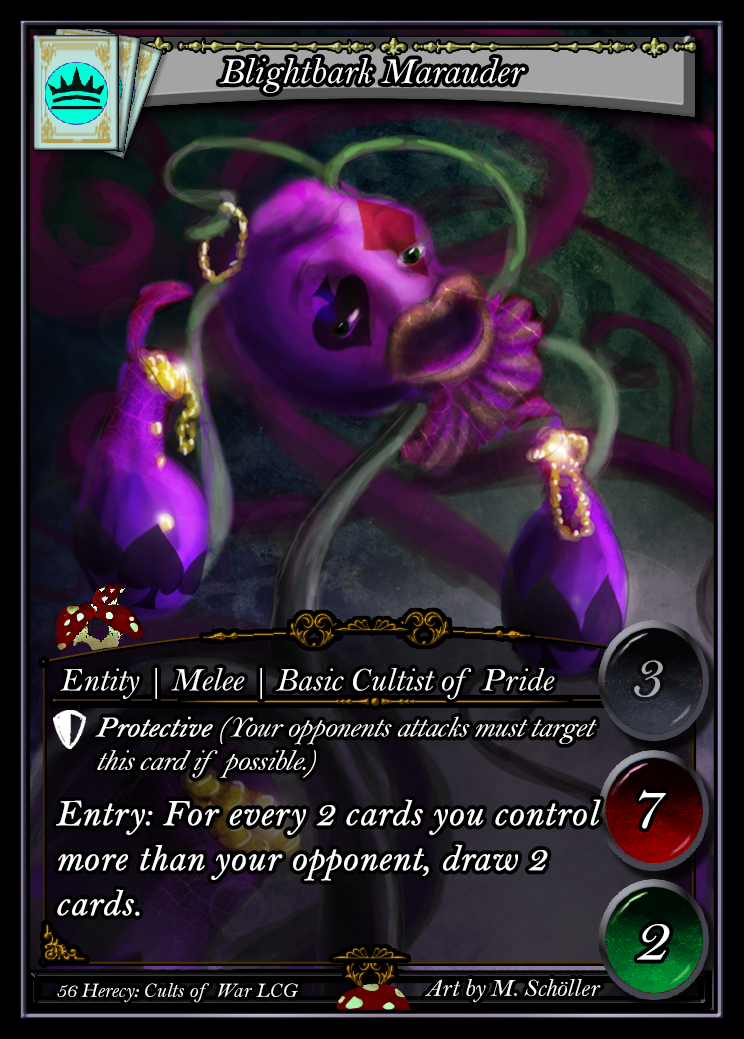 Blightbark Marauder
Entity | Melee | Basic Cultist of Pride
3
Protective (Your opponents attacks must target
this card if possible.)
7
Entry: For every 2 cards you control
more than your opponent, draw 2
cards.
2
56 Herecy: Cults of War LCG
Art by M. Schöller